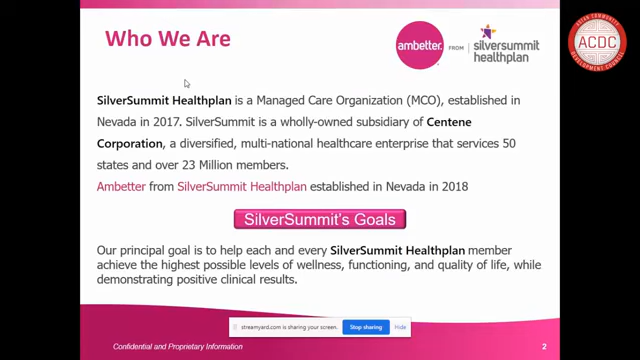 Who We Are
ambetter. FROM silversummit healthplan
ASIAN COMMUNITY
ACDC
DEVELOPMENT COUNCIL
SilverSummit Healthplan is a Managed Care Organization (MCO), established in
Nevada in 2017. SilverSummit is a wholly-owned subsidiary of Centene
Corporation, a diversified, multi-national healthcare enterprise that services 50
states and over 23 Million members.
Ambetter from SilverSummit Healthplan established in Nevada in 2018
SilverSummit's Goals
Our principal goal is to help each and every SilverSummit Healthplan member
achieve the highest possible levels of wellness, functioning, and quality of life, while
demonstrating positive clinical results.
streamyard.com is sharing your screen. Stop sharing Hide
Confidential and Proprietary Information 2